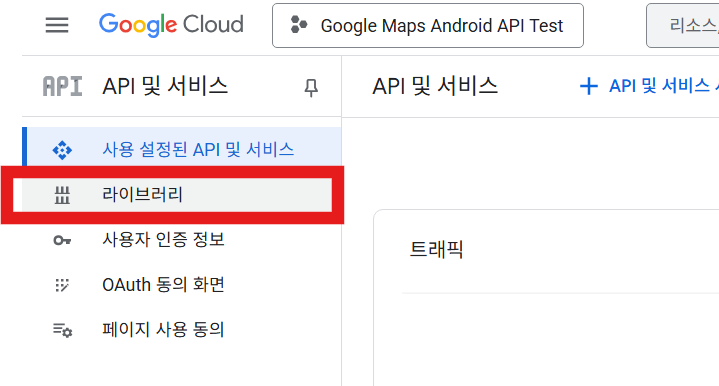 Google Cloud
Google Maps Android API Test
리소스,
API
API 및 서비스
API 및 서비스
+ API 및 서비스
사용 설정된 API 및 서비스
라이브러리
사용자 인증 정보
OAuth 동의 화면
페이지 사용 동의
트래픽